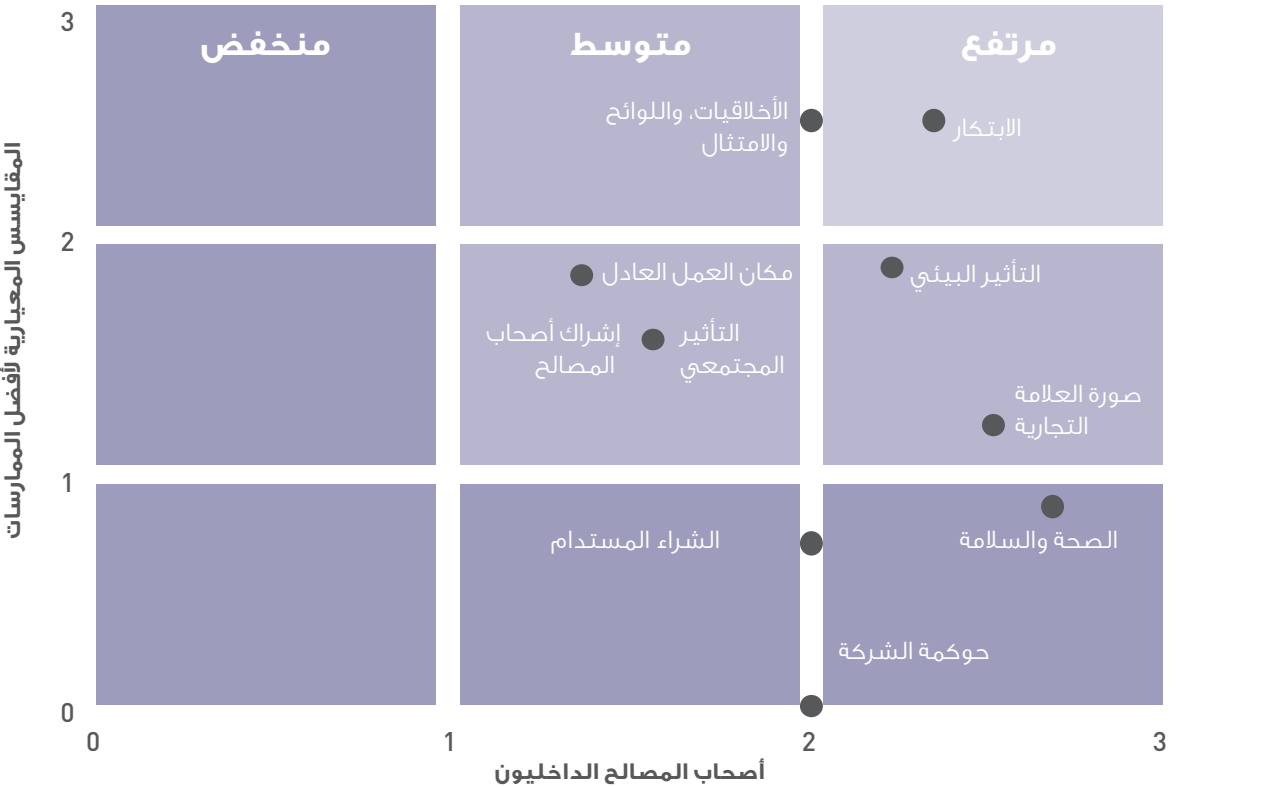 3
منخفض
متوسط
مرتفع
الأخلاقيات، واللوائح
والامتثال
الابتكار
المقاييس المعيارية لأفضل الممارسات
2
مكان العمل العادل
التأثير البيئي
إشراك أصحاب
المصالح
التأثير
المجتمعي
صورة العلامة
التجارية
1
الشراء المستدام
الصحة والسلامة
حوكمة الشركة
0
0
1
2
3
أصحاب المصالح الداخليون